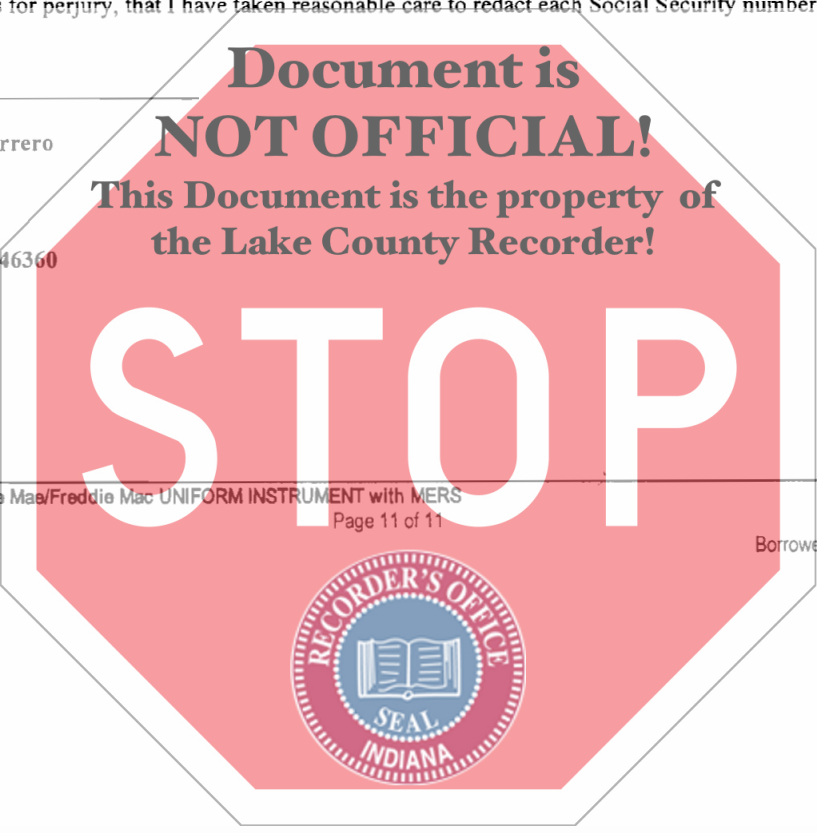 for perjury, that I have taken reasonable care to redact each Social Security number
Document is
NOT OFFICIAL!
rrero
This Document is the property of
the Lake County Recorder!
46360
STOP
e Mae/Freddie Mac UNIFORM INSTRUMENT with MERS
Page 11 of 11
Borrowe
RECORDER'S OFFICE
SEAL
INDIANA